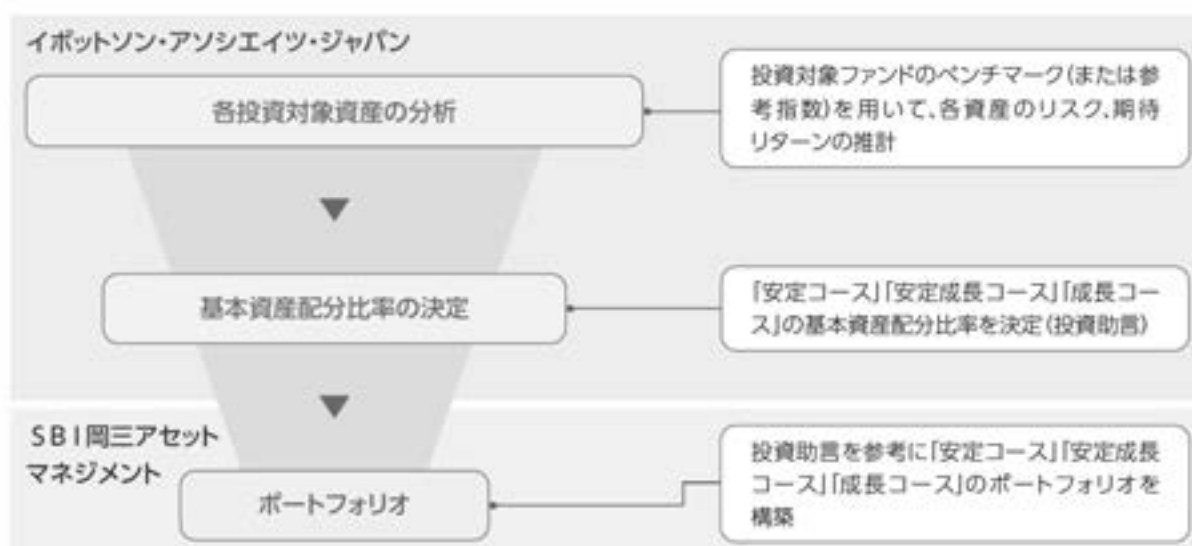 イボットソン・アソシエイツ・ジャパン
各投資対象資産の分析
投資対象ファンドのベンチマーク(または参
考指数)を用いて、各資産のリスク、期待
リターンの推計
基本資産配分比率の決定
「安定コース」「安定成長コース」「成長コー
ス」の基本資産配分比率を決定(投資助言)
SBI岡三アセット
マネジメント
ポートフォリオ
投資助言を参考に「安定コース」「安定成長
コース」「成長コース」のポートフォリオを
構築